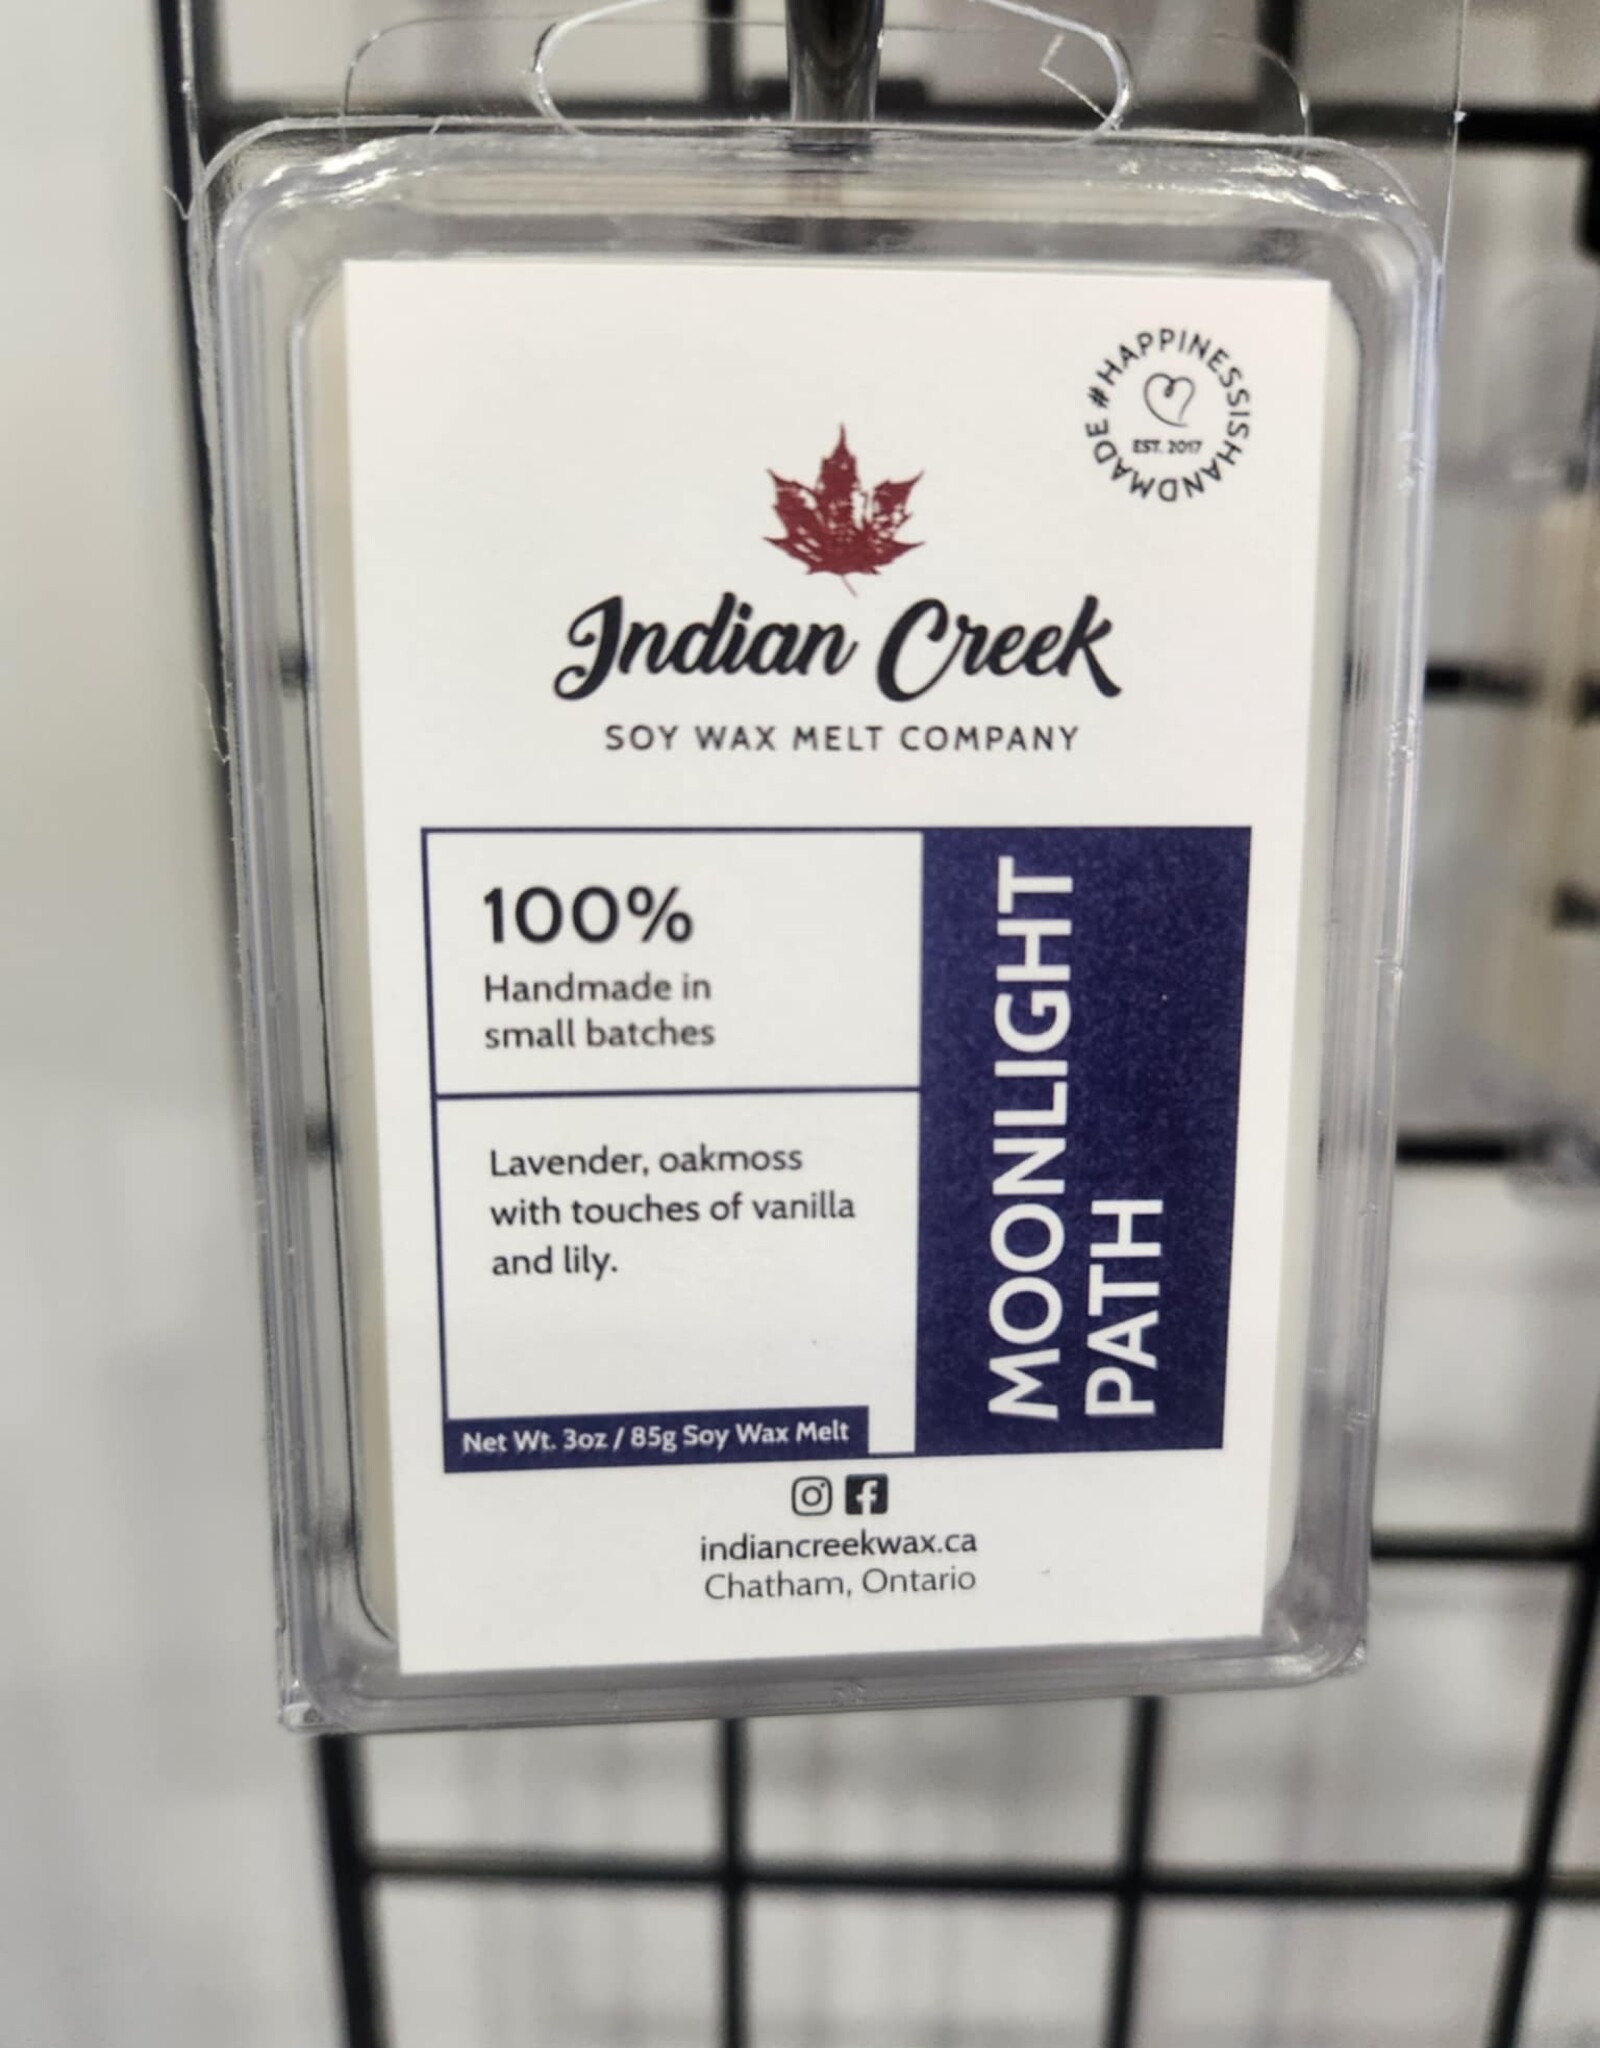 #HAPPINESSISHANDMADE
EST. 2017
Indian Creek
SOY WAX MELT COMPANY
100%
Handmade in
small batches
Lavender, oakmoss
with touches of vanilla
and lily.
MOONLIGHT
PATH
Net Wt. 3oz / 85g Soy Wax Melt
indiancreekwax.ca
Chatham, Ontario